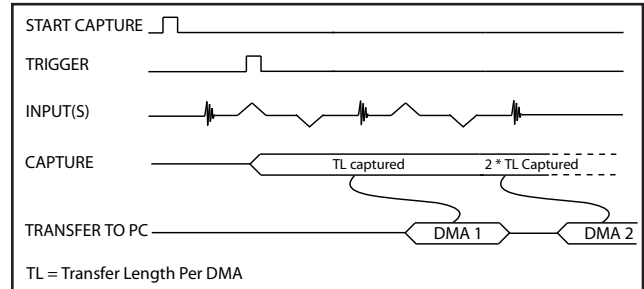 START CAPTURE
TRIGGER
INPUT(S)
CAPTURE
TL captured
2 * TL Captured
TRANSFER TO PC
DMA 1
DMA 2
TL = Transfer Length Per DMA